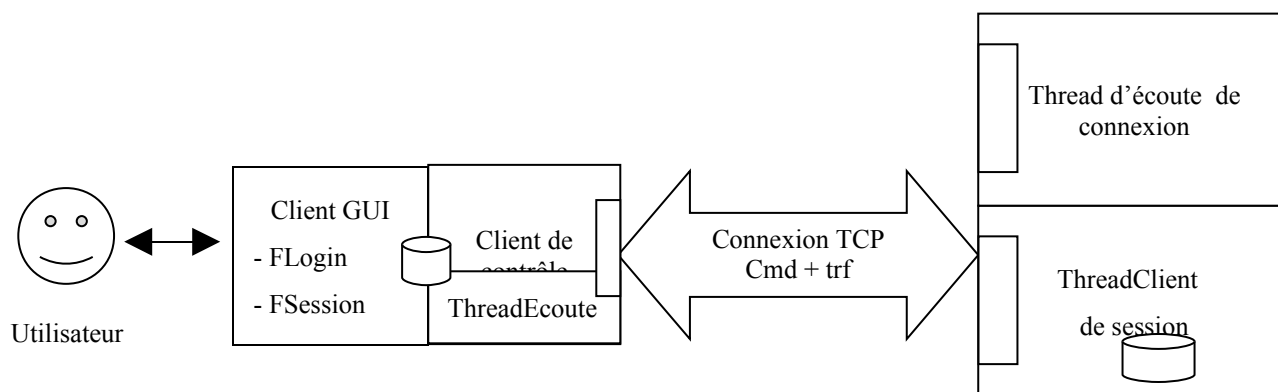 Thread d'écoute de
connexion
Client GUI
- FLogin
- FSession
Client de
contrôle
ThreadEcoute
Connexion TCP
Cmd + trf
ThreadClient
de session
Utilisateur